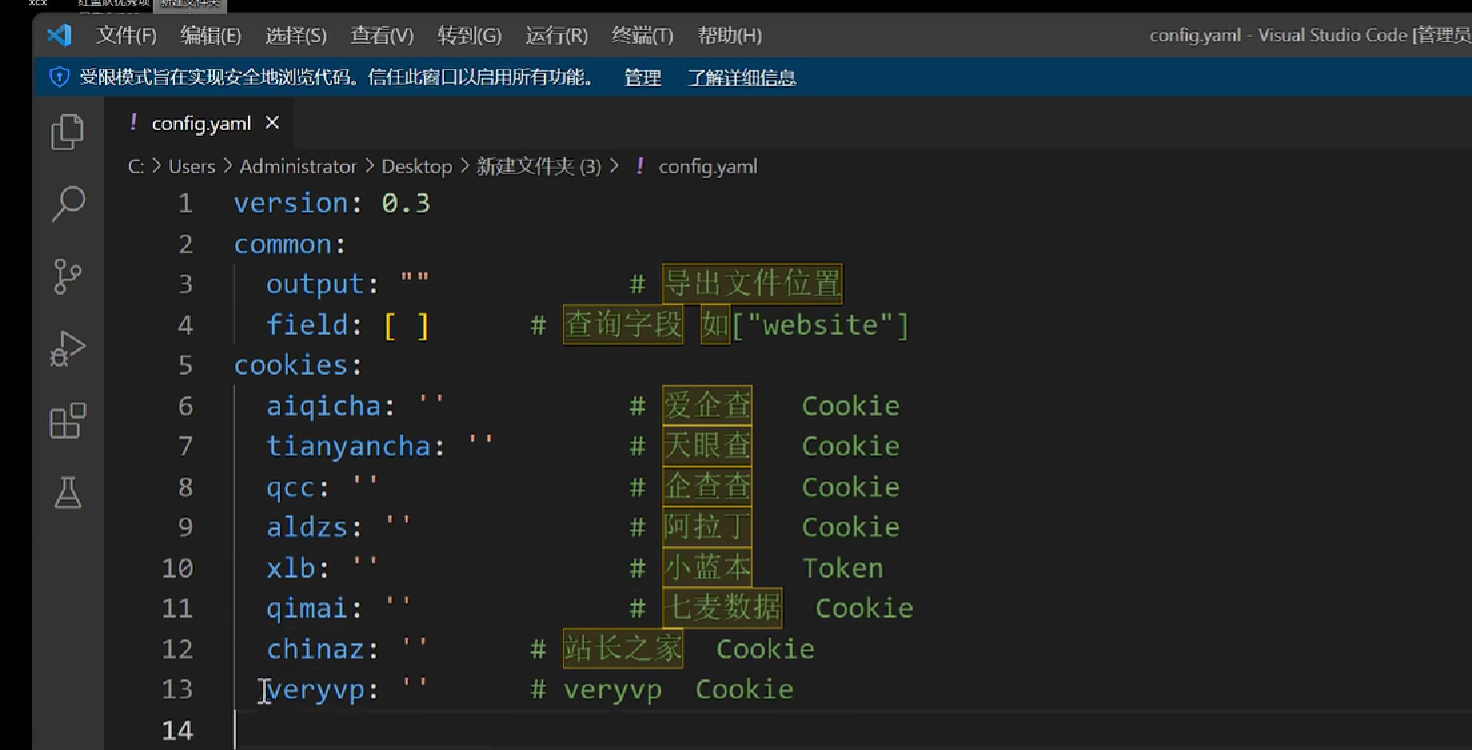 xcx 红蓝队优秀项 新建文件夹
文件(F) 编辑(E) 选择(S) 查看(V) 转到(G) 运行(R) 终端(T) 帮助(H) config.yaml - Visual Studio Code [管理员
受限模式旨在实现安全地浏览代码。信任此窗口以启用所有功能。 管理 了解详细信息
! config.yaml ×
C: > Users > Administrator > Desktop > 新建文件夹 (3) > ! config.yaml
1 version: 0.3
2 common:
3 output: "" # 导出文件位置
4 field: [ ] # 查询字段 如["website"]
5 cookies:
6 aiqicha: '' # 爱企查 Cookie
7 tianyancha: '' # 天眼查 Cookie
8 qcc: '' # 企查查 Cookie
9 aldzs: '' # 阿拉丁 Cookie
10 xlb: '' # 小蓝本 Token
11 qimai: '' # 七麦数据 Cookie
12 chinaz: '' # 站长之家 Cookie
13 veryvp: '' # veryvp Cookie
14